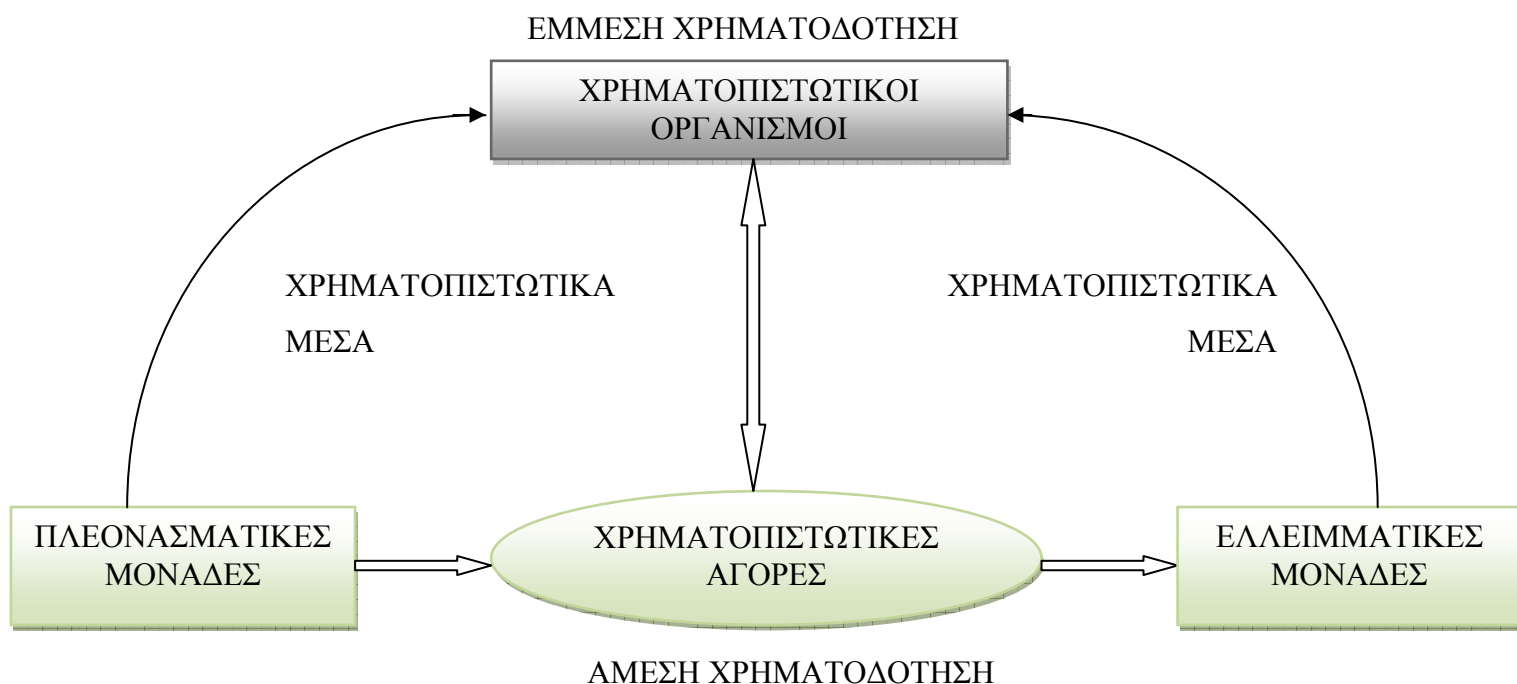 ΕΜΜΕΣΗ ΧΡΗΜΑΤΟΔΟΤΗΣΗ
ΧΡΗΜΑΤΟΠΙΣΤΩΤΙΚΟΙ
ΟΡΓΑΝΙΣΜΟΙ
ΧΡΗΜΑΤΟΠΙΣΤΩΤΙΚΑ
ΜΕΣΑ
ΧΡΗΜΑΤΟΠΙΣΤΩΤΙΚΑ
ΜΕΣΑ
ΠΛΕΟΝΑΣΜΑΤΙΚΕΣ
ΜΟΝΑΔΕΣ
ΧΡΗΜΑΤΟΠΙΣΤΩΤΙΚΕΣ
ΑΓΟΡΕΣ
ΕΛΛΕΙΜΜΑΤΙΚΕΣ
ΜΟΝΑΔΕΣ
ΑΜΕΣΗ ΧΡΗΜΑΤΟΔΟΤΗΣΗ